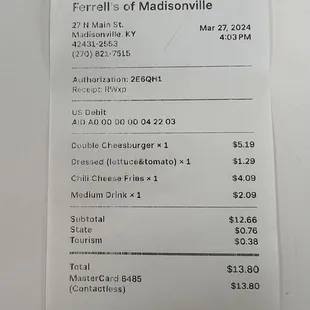 Ferrell's of Madisonville
27 N Main St.
Madisonville, KY
42431-2553
(270) 821-7515
Mar 27, 2024
4:03 PM
Authorization: 2E6QH1
Receipt: RWxp
US Debit
AID A0 00 00 00 04 22 03
Double Cheesburger × 1 $5.19
Dressed (lettuce&tomato) × 1 $1.29
Chili Cheese Fries × 1 $4.09
Medium Drink × 1 $2.09
Subtotal $12.66
State $0.76
Tourism $0.38
Total $13.80
MasterCard 6485 $13.80
(Contactless)